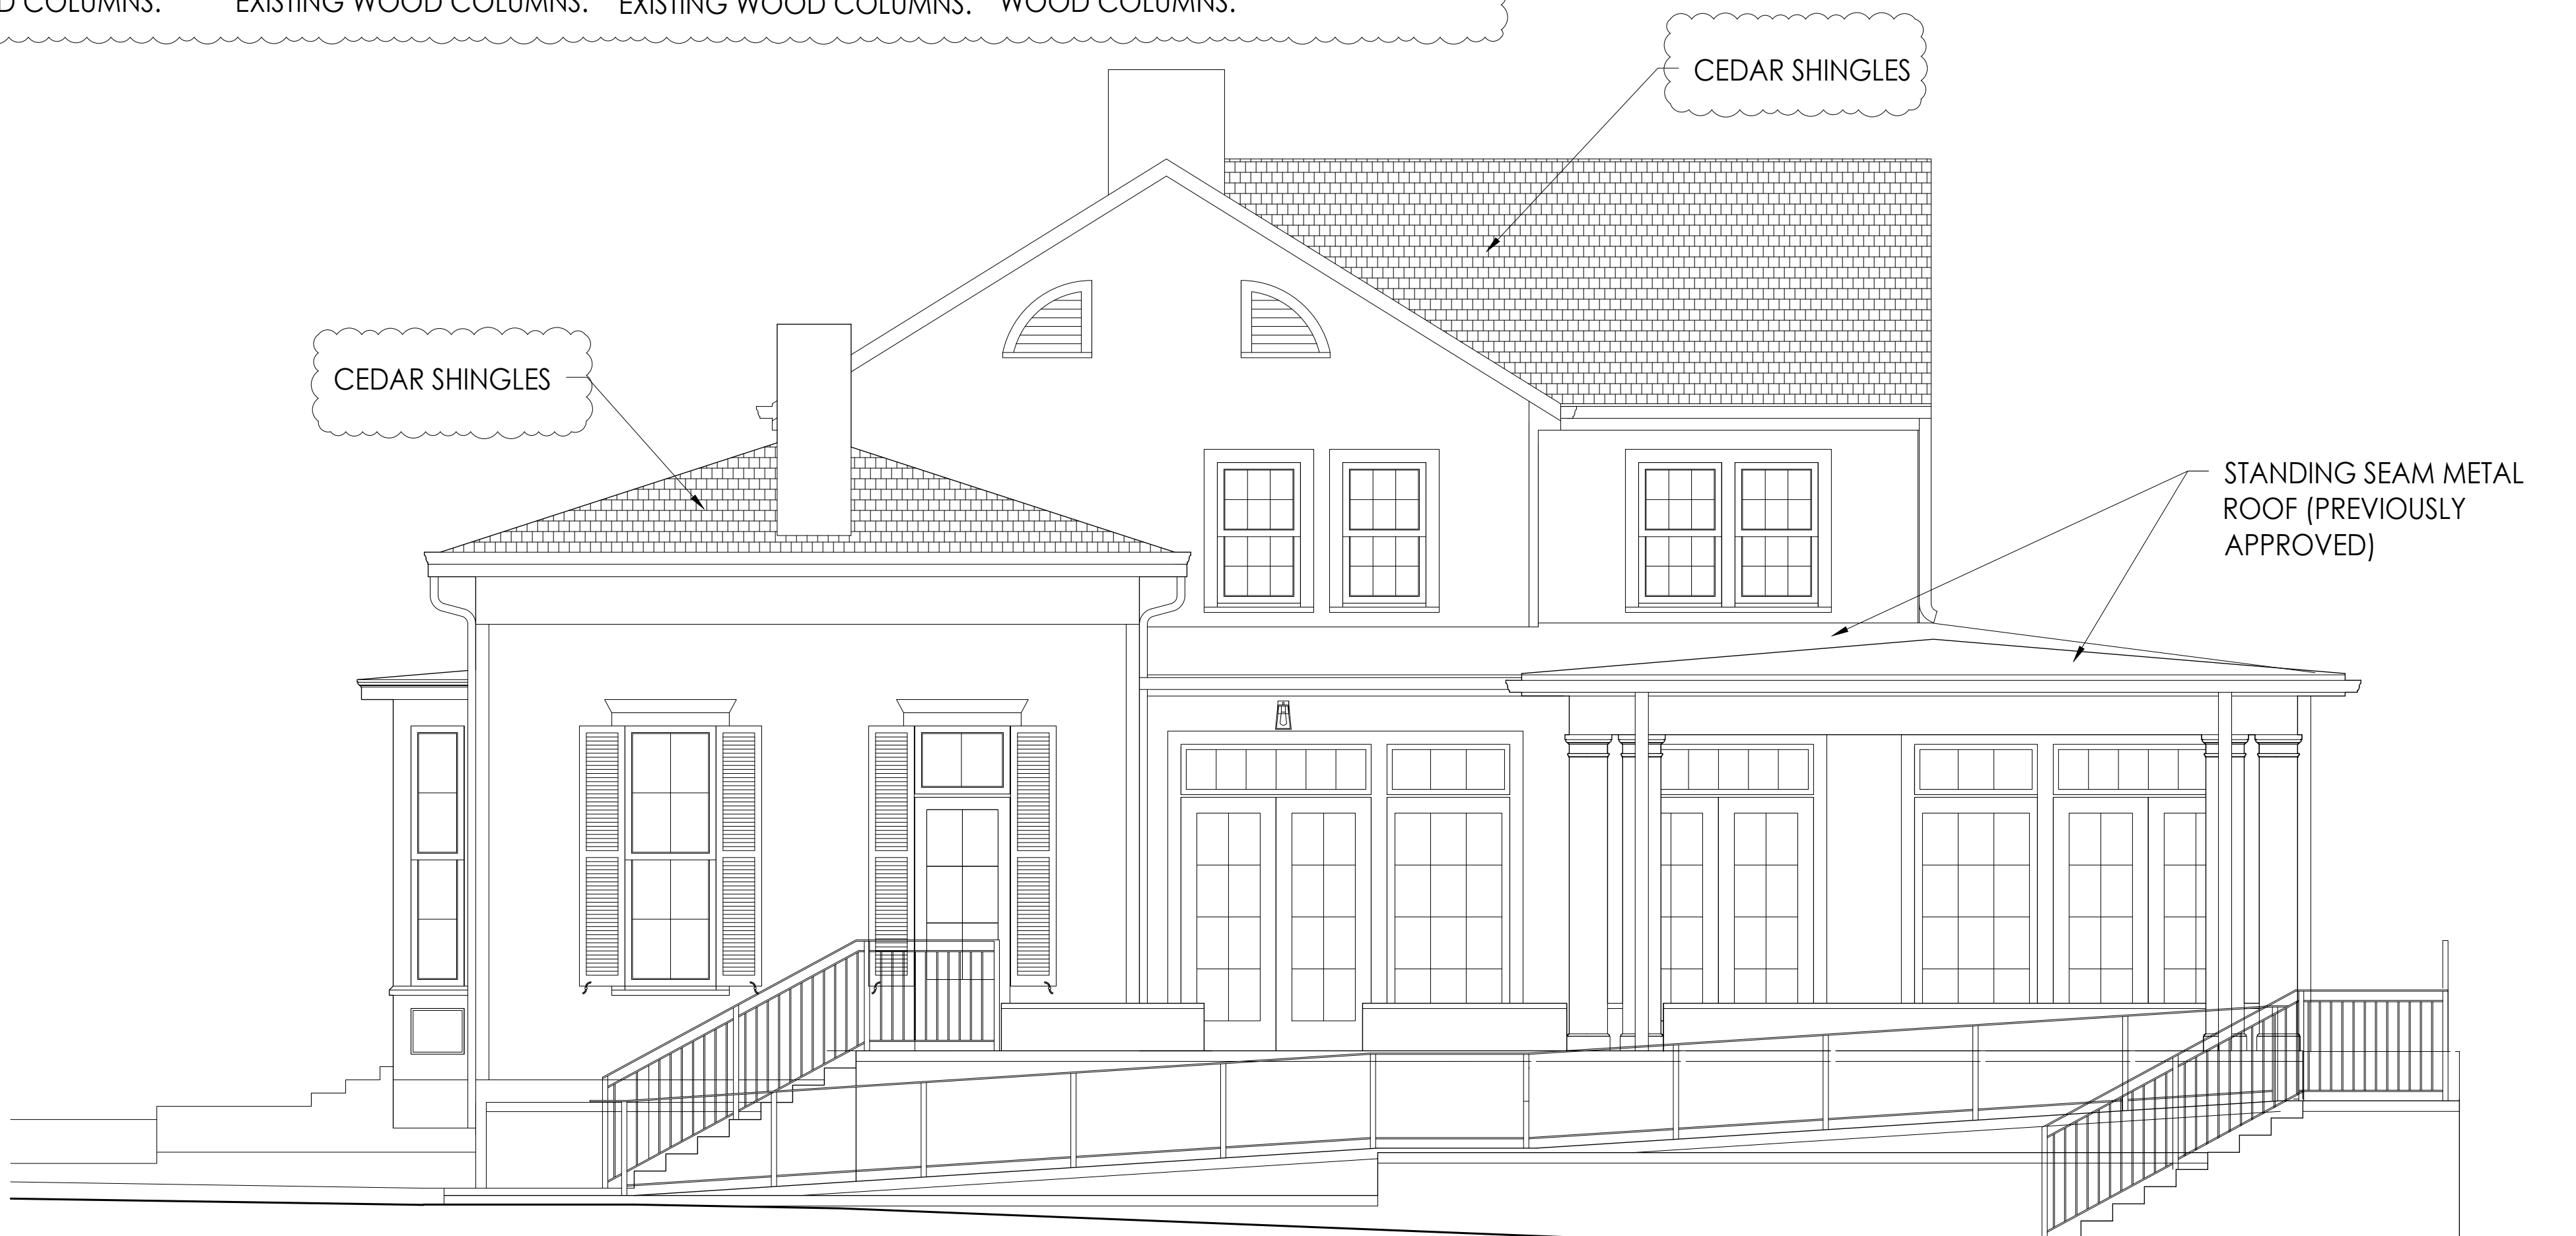 COLUMNS. EXISTING WOOD COLUMNS. EXISTING WOOD COLUMNS. WOOD COLUMNS.
CEDAR SHINGLES
CEDAR SHINGLES
STANDING SEAM METAL
ROOF (PREVIOUSLY
APPROVED)